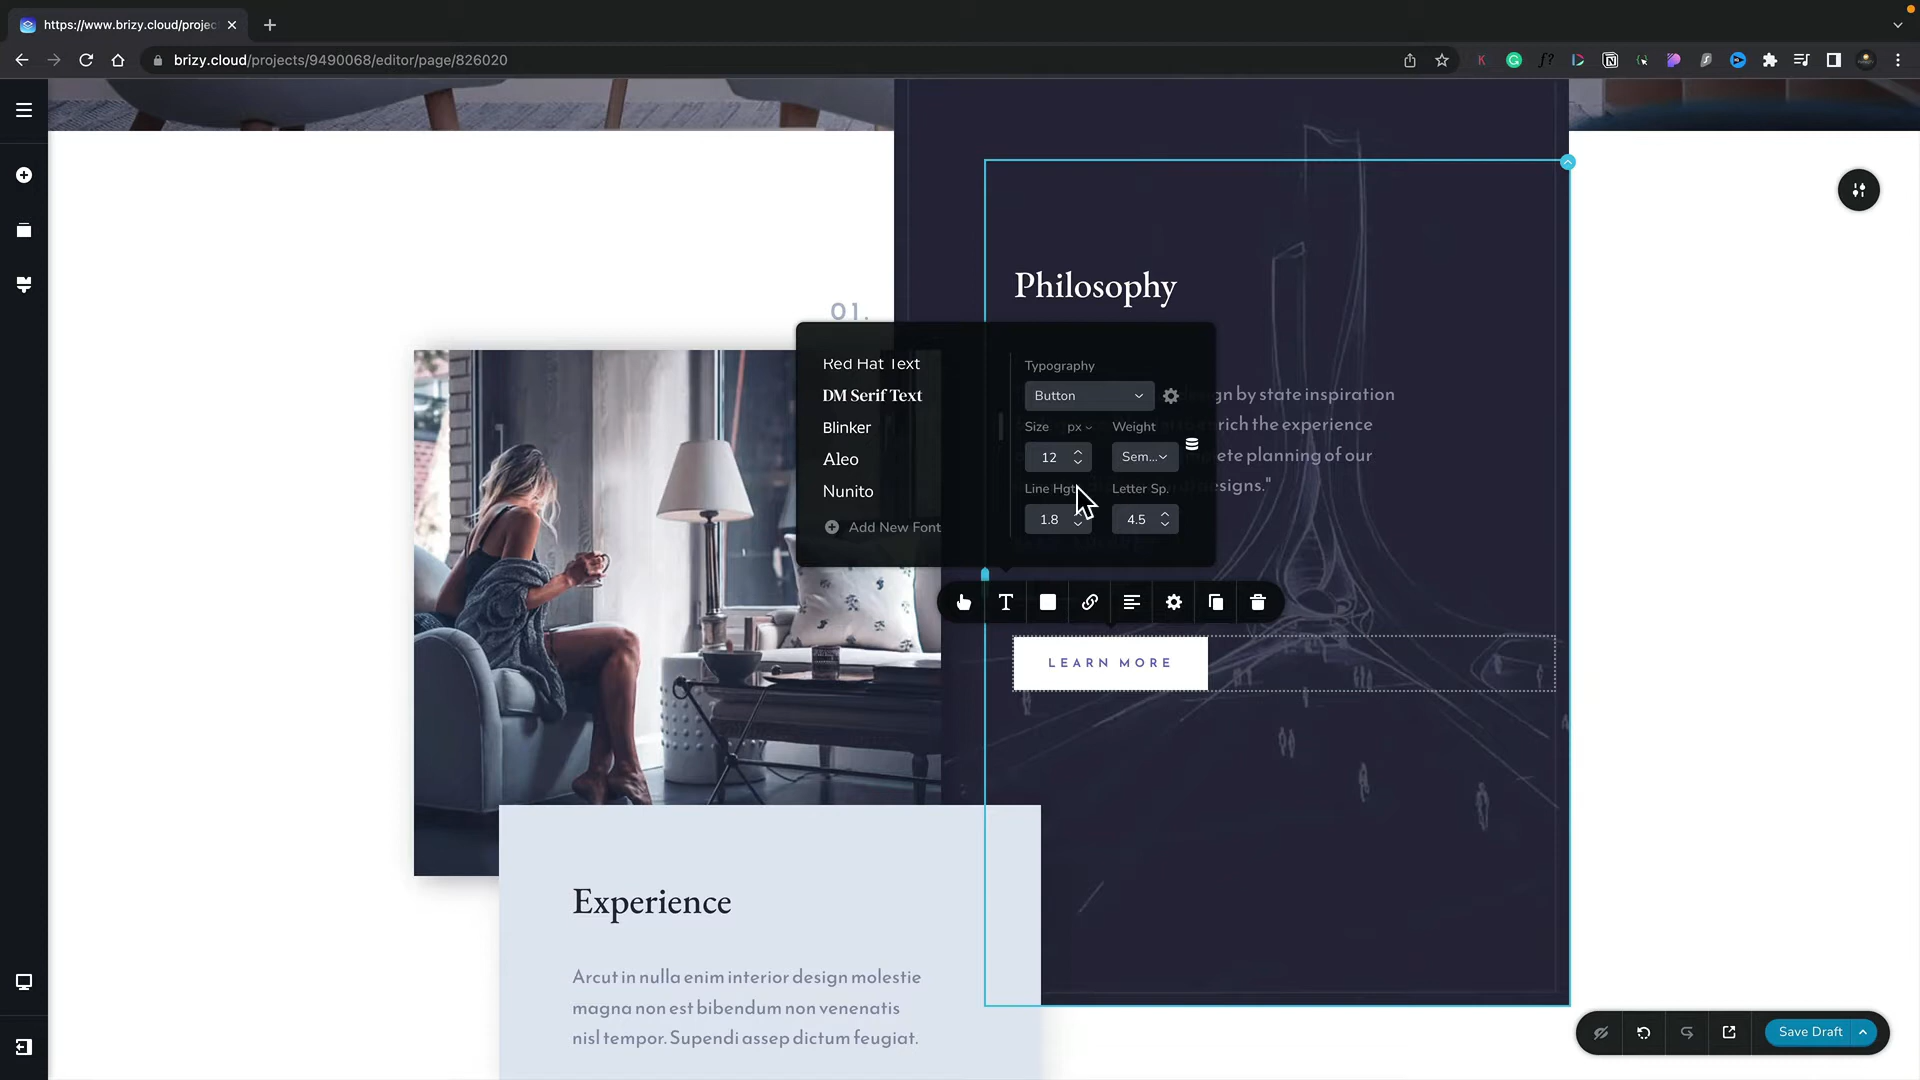 https://www.brizy.cloud/projec
brizy.cloud/projects/9490068/editor/page/826020
Philosophy
01.
Red Hat Text
DM Serif Text
Blinker
Aleo
Nunito
Add New Font
Typography
Button
Size px Weight
12 Sem...
Line Hgt. Letter Sp.
1.8 4.5
gn by state inspiration
rich the experience
ete planning of our
designs."
LEARN MORE
Experience
Arcut in nulla enim interior design molestie
magna non est bibendum non venenatis
nisl tempor. Supendi assep dictum feugiat.
Save Draft